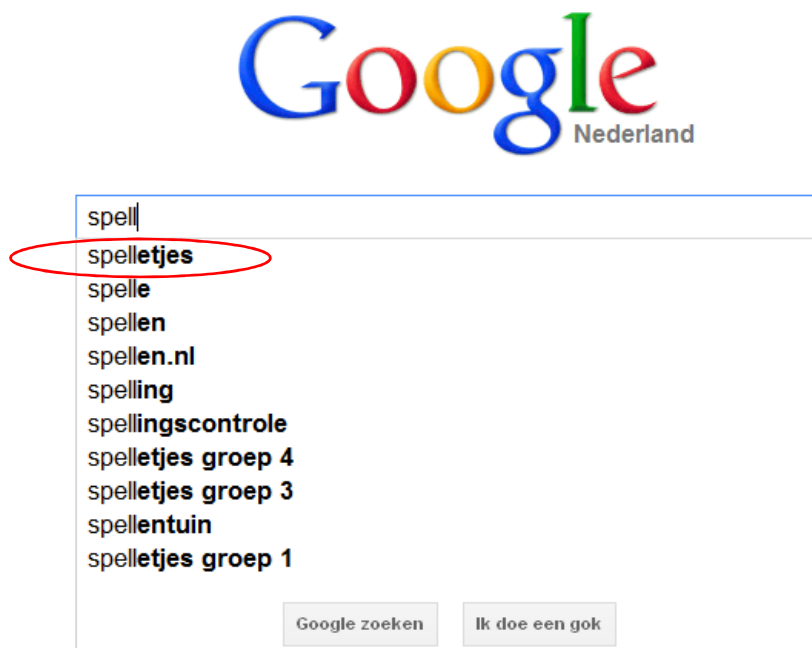 Google
Nederland
spell
spelletjes
spelle
spellen
spellen.nl
spelling
spellingscontrole
spelletjes groep 4
spelletjes groep 3
spellentuin
spelletjes groep 1
Google zoeken Ik doe een gok